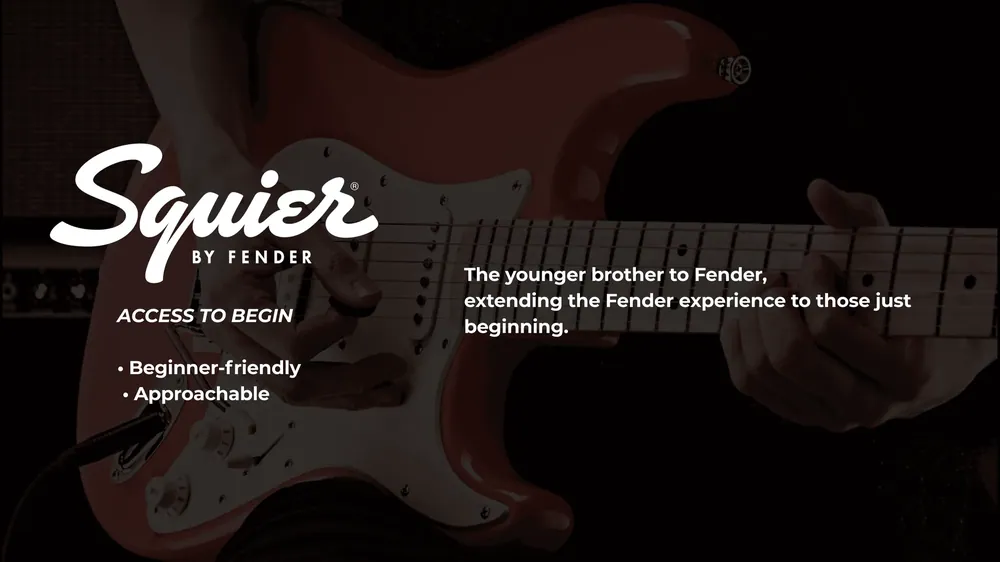 Squier®
BY FENDER
ACCESS TO BEGIN
• Beginner-friendly
• Approachable
The younger brother to Fender,
extending the Fender experience to those just
beginning.